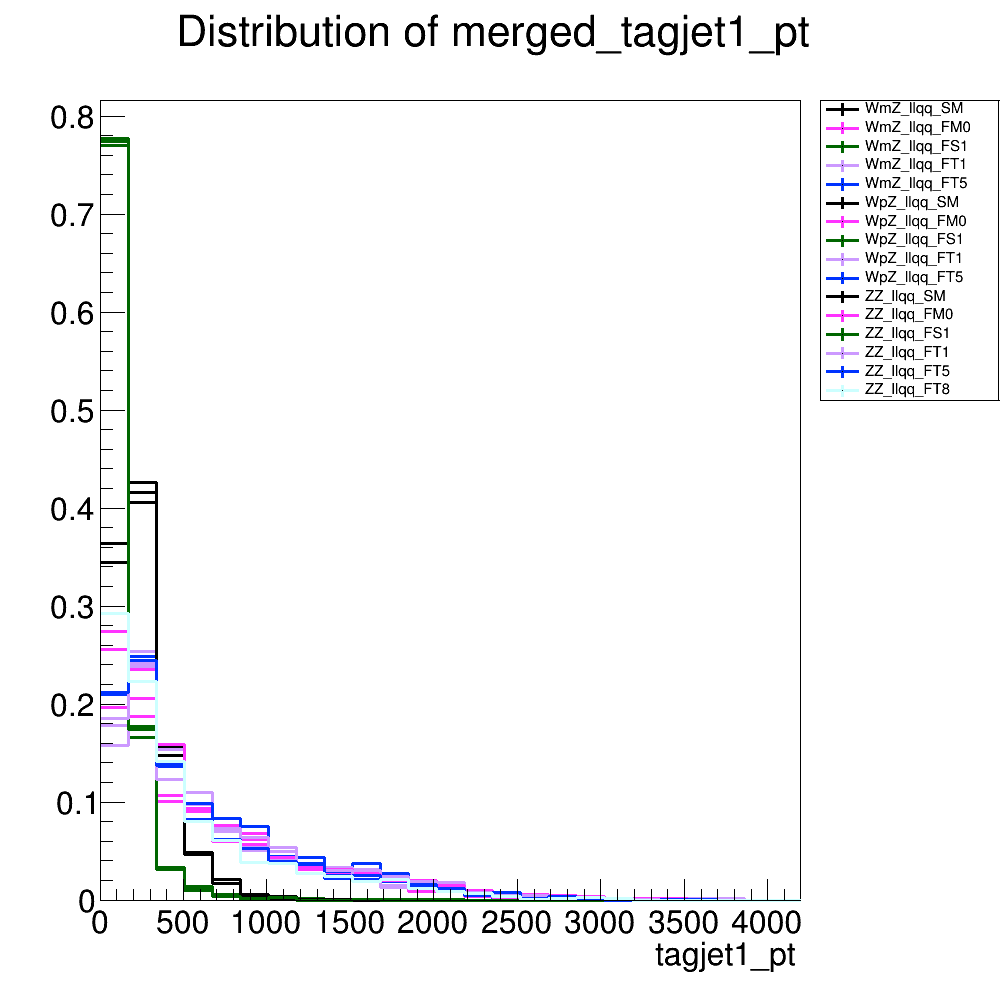 Distribution of merged_tagjet1_pt
0.8
0.7
0.6
0.5
0.4
0.3
0.2
0.1
0
0 500 1000 1500 2000 2500 3000 3500 4000
tagjet1_pt
WmZ_llqq_SM
WmZ_llqq_FM0
WmZ_llqq_FS1
WmZ_llqq_FT1
WmZ_llqq_FT5
WpZ_llqq_SM
WpZ_llqq_FM0
WpZ_llqq_FS1
WpZ_llqq_FT1
WpZ_llqq_FT5
ZZ_llqq_SM
ZZ_llqq_FM0
ZZ_llqq_FS1
ZZ_llqq_FT1
ZZ_llqq_FT5
ZZ_llqq_FT8